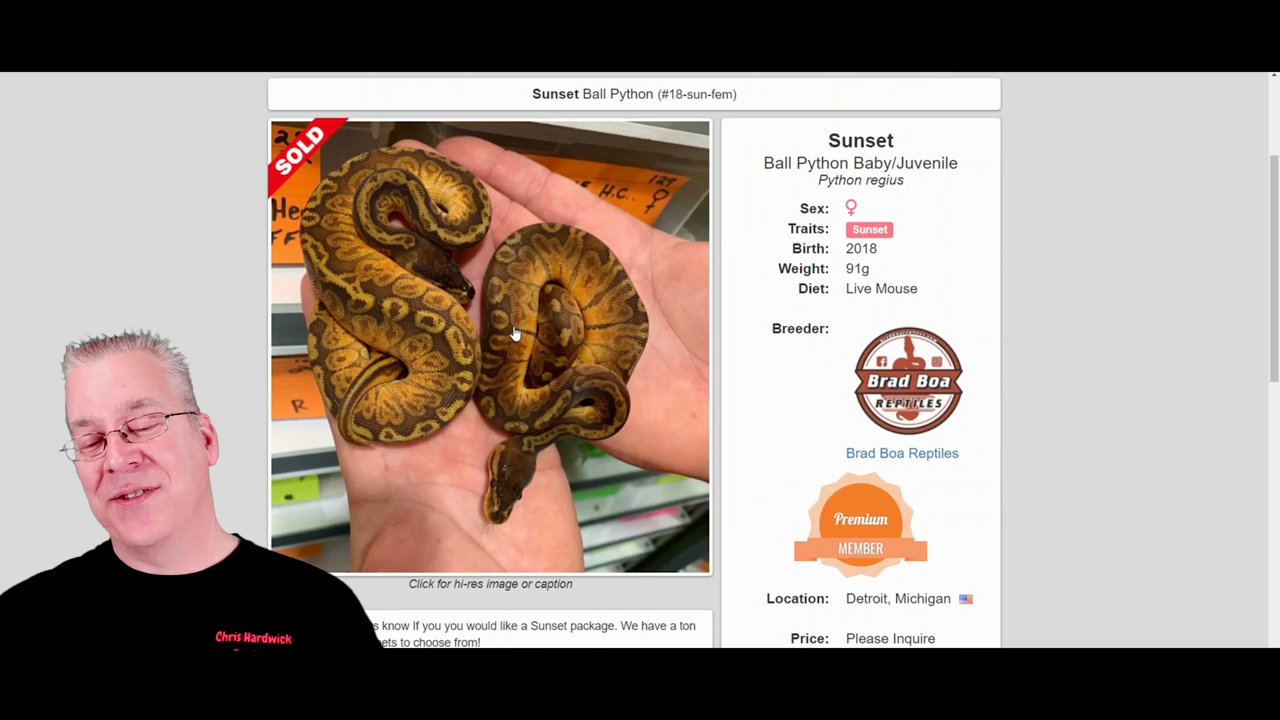 Sunset Ball Python (#18-sun-fem)
SOLD
H.C..
129
♀
He
FF
R
Sunset
Ball Python Baby/Juvenile
Python regius
Sex: ♀
Traits: Sunset
Birth: 2018
Weight: 91g
Diet: Live Mouse
Breeder:
Brad Boa
REPTILES
Brad Boa Reptiles
Premium
MEMBER
Location: Detroit, Michigan
Price: Please Inquire
Click for hi-res image or caption
s know If you you would like a Sunset package. We have a ton
ets to choose from!
Chris Hardwick